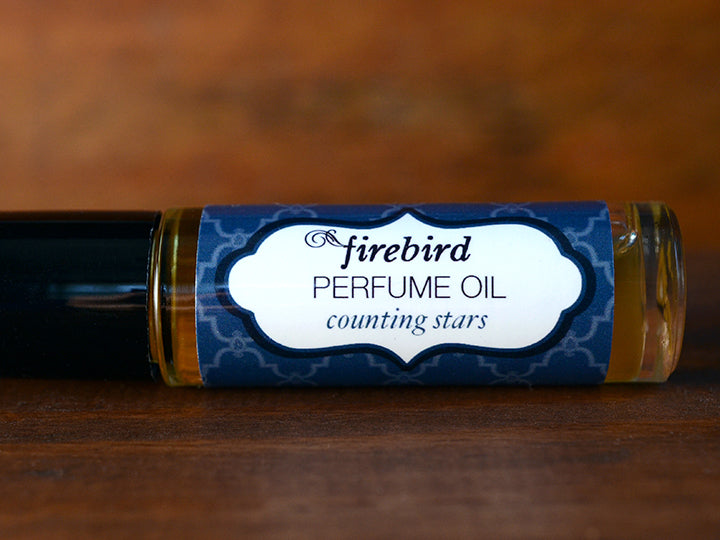 firebird
PERFUME OIL
counting stars